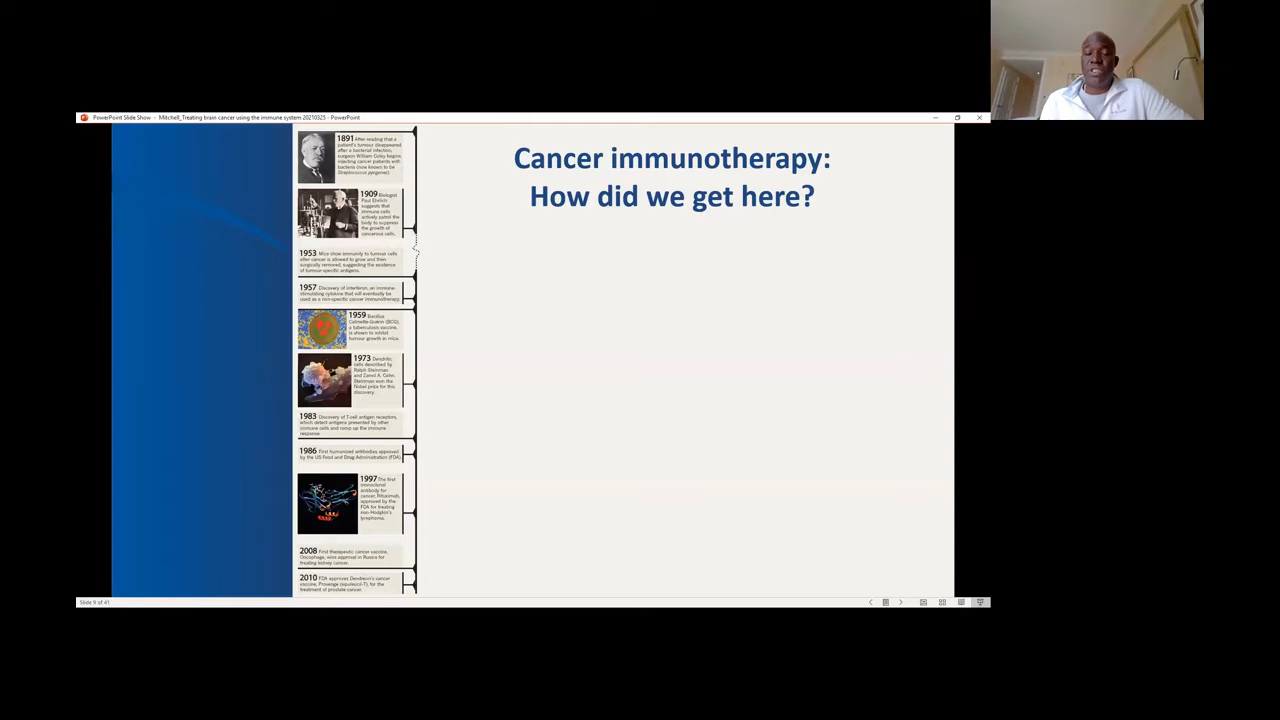 PowerPoint Slide Show - Mitchell_Treating brain cancer using the immune system 20210325 - PowerPoint
Cancer immunotherapy:
How did we get here?
1891 After reading that a
patient's tumour disappeared
after a bacterial infection,
surgeon William Coley begins
injecting cancer patients with
bacteria (now known to be
Streptococcus pyogenes).
1909 Biologist
Paul Ehrlich
suggests that
immune cells
actively patrol the
body to suppress
the growth of
cancerous cells.
1953 Mice show immunity to tumour cells
after cancer is allowed to grow and then
surgically removed, suggesting the existence
of tumour-specific antigens.
1957 Discovery of interferon, an immune-
stimulating cytokine that will eventually be
used as a non-specific cancer immunotherapy.
1959 Bacillus
Calmette-Guérin (BCG),
a tuberculosis vaccine,
is shown to inhibit
tumour growth in mice.
1973 Dendritic
cells described by
Ralph Steinman
and Zanvil A. Cohn.
Steinman won the
Nobel prize for this
discovery.
1983 Discovery of T-cell antigen receptors,
which detect antigens presented by other
immune cells and ramp up the immune
response.
1986 First humanized antibodies approved
by the US Food and Drug Administration (FDA).
1997 The first
monoclonal
antibody for
cancer, Rituximab,
approved by the
FDA for treating
non-Hodgkin's
lymphoma.
2008 First therapeutic cancer vaccine,
Oncophage, wins approval in Russia for
treating kidney cancer.
2010 FDA approves Dendreon's cancer
vaccine, Provenge (sipuleucel-T), for the
treatment of prostate cancer.
Slide 9 of 41